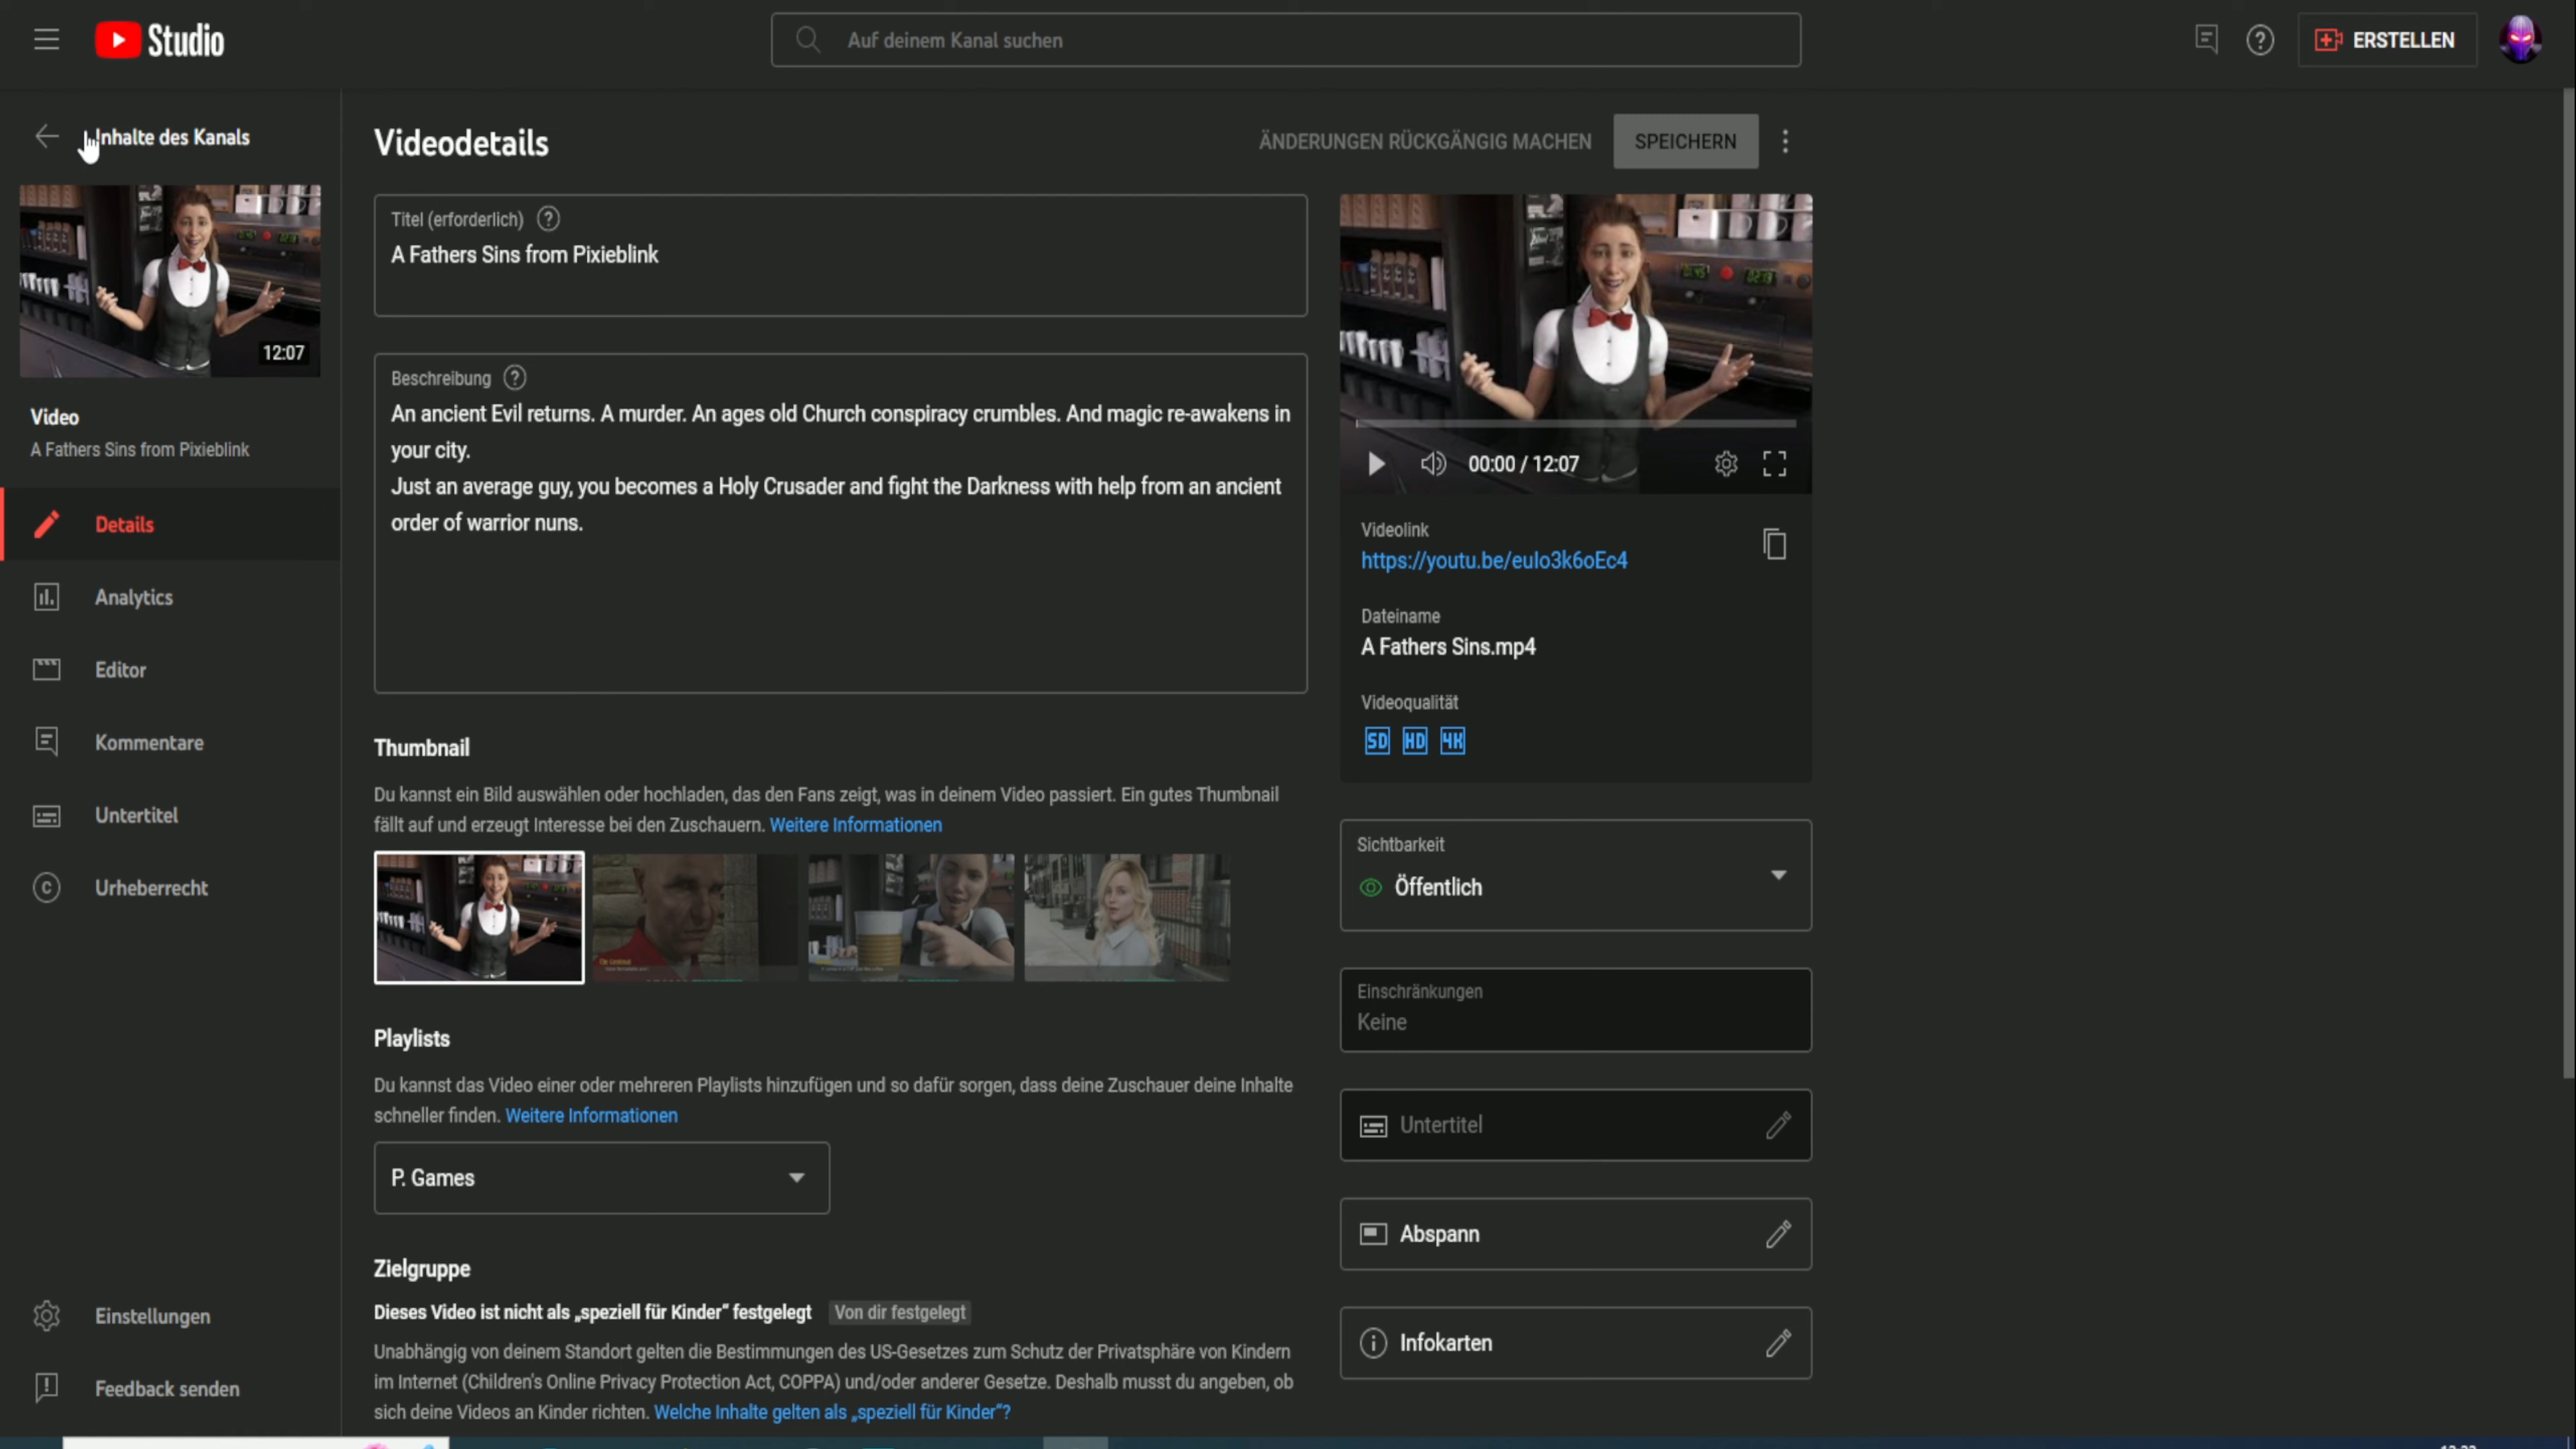 Studio
Auf deinem Kanal suchen
ERSTELLEN
Inhalte des Kanals
12:07
Video
A Fathers Sins from Pixieblink
Details
Analytics
Editor
Kommentare
Untertitel
Urheberrecht
Einstellungen
Feedback senden
Videodetails
ÄNDERUNGEN RÜCKGÄNGIG MACHEN
SPEICHERN
Titel (erforderlich)
A Fathers Sins from Pixieblink
Beschreibung
An ancient Evil returns. A murder. An ages old Church conspiracy crumbles. And magic re-awakens in
your city.
Just an average guy, you becomes a Holy Crusader and fight the Darkness with help from an ancient
order of warrior nuns.
Thumbnail
Du kannst ein Bild auswählen oder hochladen, das den Fans zeigt, was in deinem Video passiert. Ein gutes Thumbnail
fällt auf und erzeugt Interesse bei den Zuschauern. Weitere Informationen
Playlists
Du kannst das Video einer oder mehreren Playlists hinzufügen und so dafür sorgen, dass deine Zuschauer deine Inhalte
schneller finden. Weitere Informationen
P. Games
Zielgruppe
Dieses Video ist nicht als „speziell für Kinder“ festgelegt Von dir festgelegt
Unabhängig von deinem Standort gelten die Bestimmungen des US-Gesetzes zum Schutz der Privatsphäre von Kindern
im Internet (Children's Online Privacy Protection Act, COPPA) und/oder anderer Gesetze. Deshalb musst du angeben, ob
sich deine Videos an Kinder richten. Welche Inhalte gelten als „speziell für Kinder“?
00:00 / 12:07
Videolink
https://youtu.be/eulo3k6oEc4
Dateiname
A Fathers Sins.mp4
Videoqualität
SD HD 4K
Sichtbarkeit
Öffentlich
Einschränkungen
Keine
Untertitel
Abspann
Infokarten